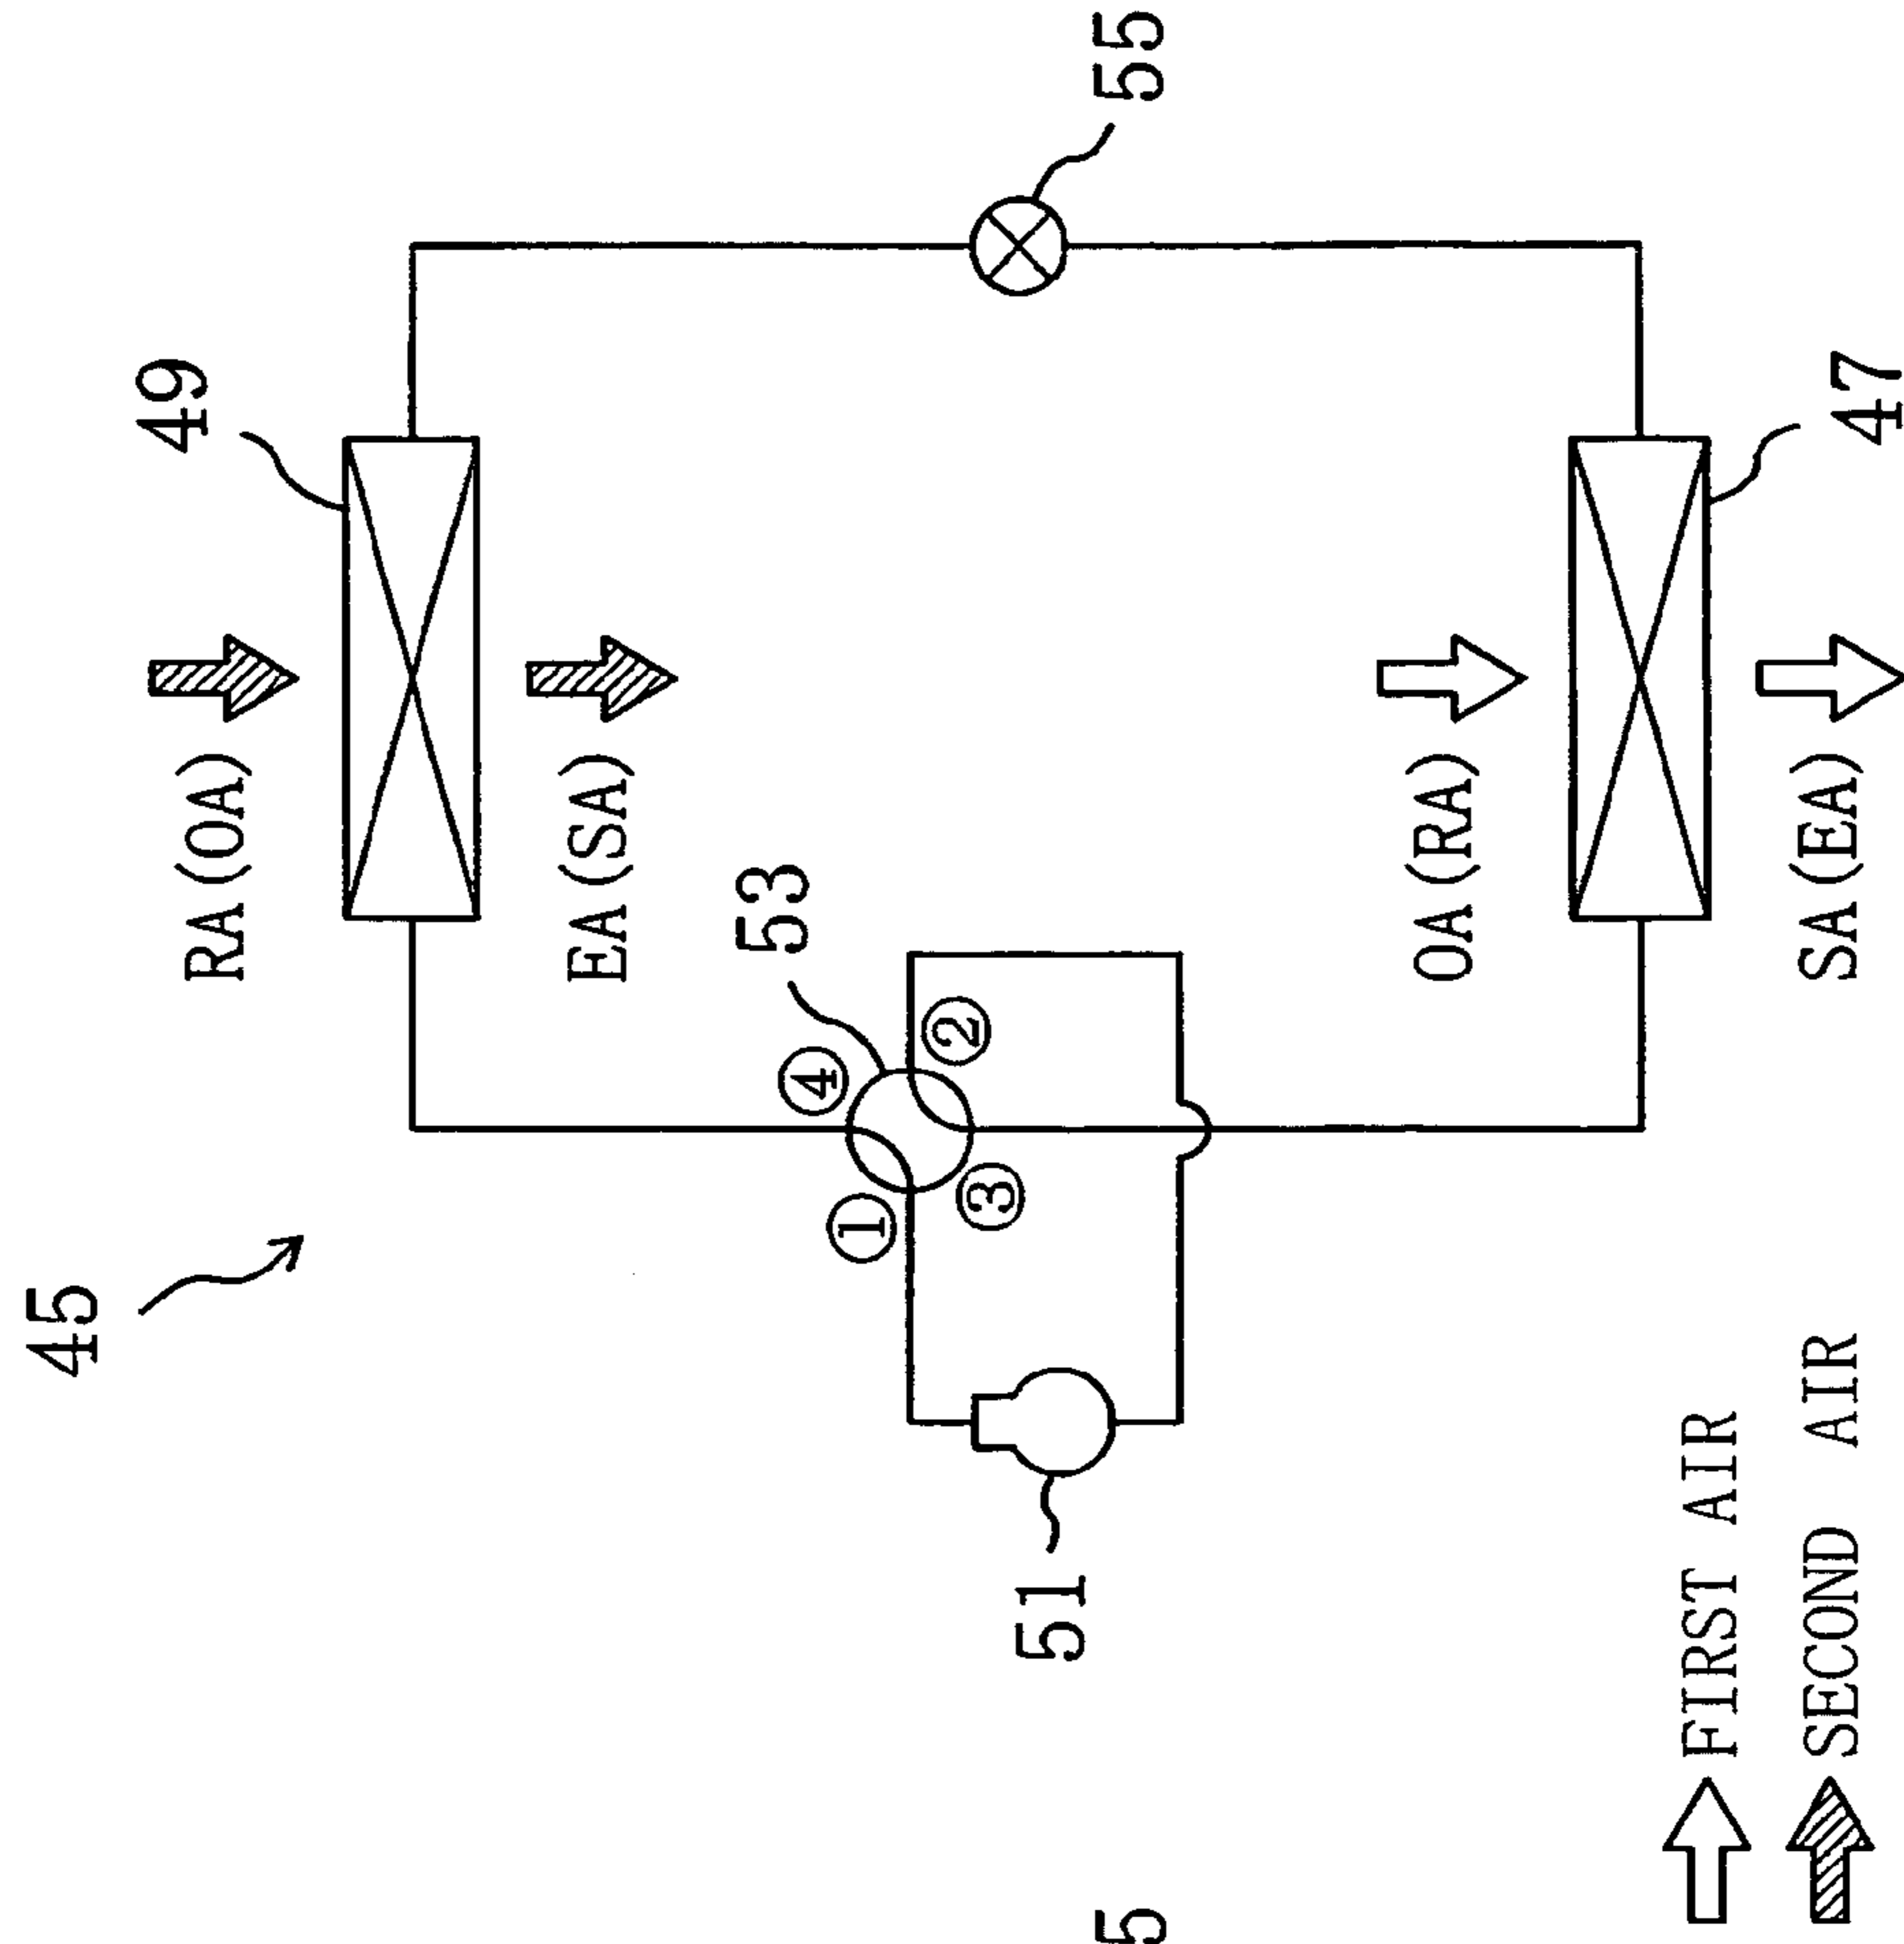 45
49
55
RA(OA)
EA(SA)
53
④
②
①
③
51
OA(RA)
SA(EA)
47
FIRST AIR
SECOND AIR
5